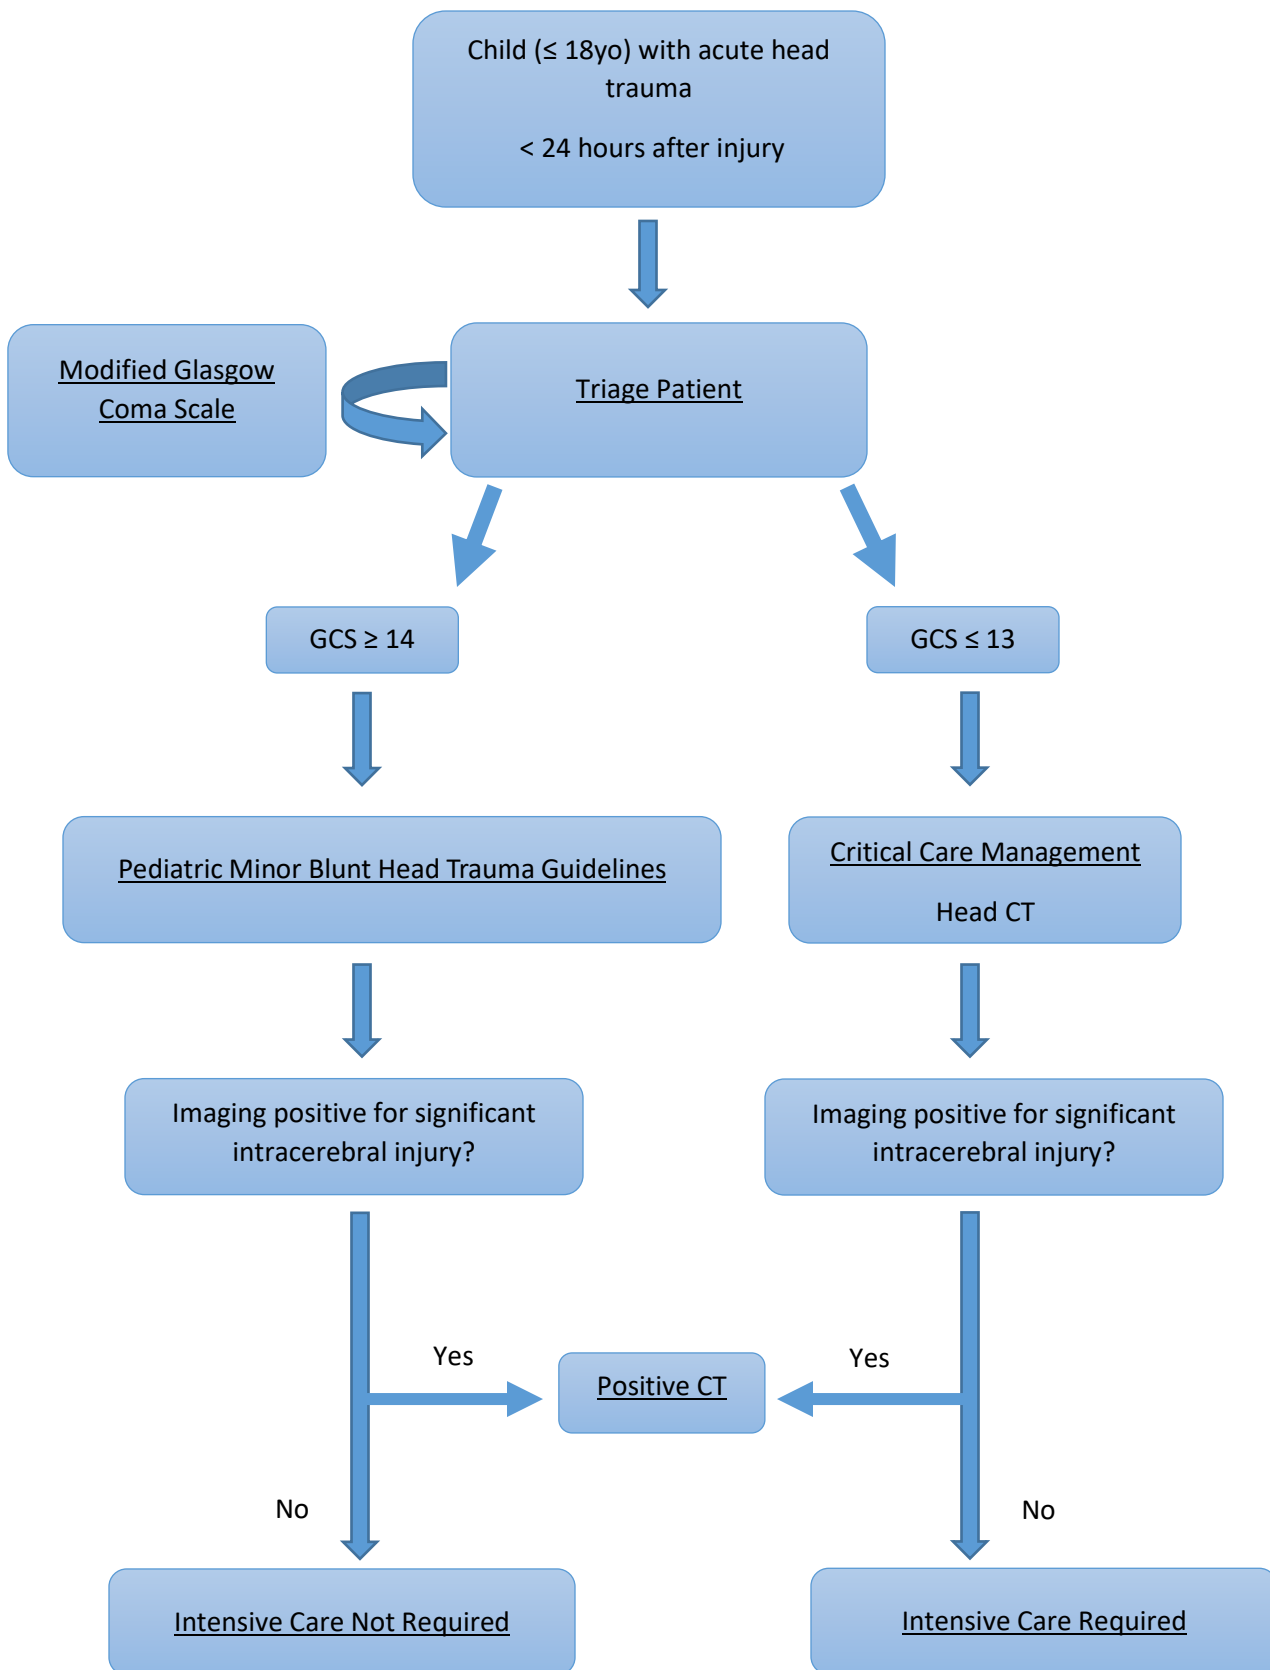 Child (≤ 18yo) with acute head
trauma
< 24 hours after injury
Modified Glasgow
Coma Scale
Triage Patient
GCS ≥ 14
GCS ≤ 13
Pediatric Minor Blunt Head Trauma Guidelines
Critical Care Management
Head CT
Imaging positive for significant
intracerebral injury?
Imaging positive for significant
intracerebral injury?
Yes
Positive CT
Yes
No
No
Intensive Care Not Required
Intensive Care Required